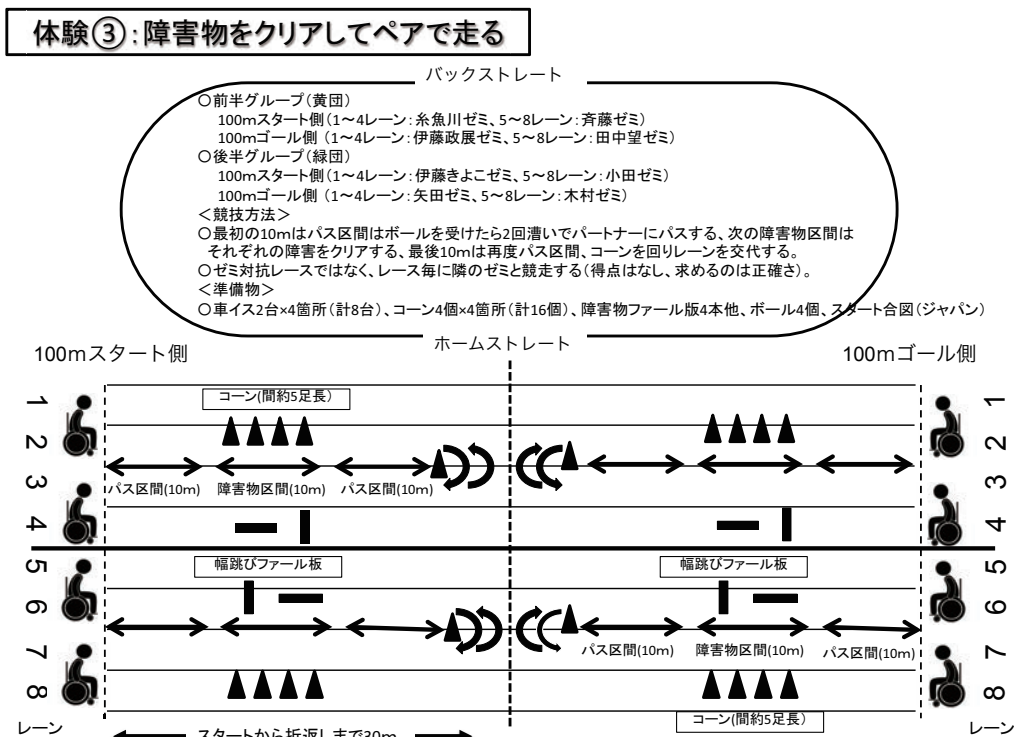 体験③:障害物をクリアしてペアで走る
バックストレート
○前半グループ(黄団)
100mスタート側(1~4レーン:糸魚川ゼミ、5~8レーン:斉藤ゼミ)
100mゴール側(1~4レーン:伊藤政展ゼミ、5~8レーン:田中望ゼミ)
○後半グループ(緑団)
100mスタート側(1~4レーン:伊藤きよこゼミ、5~8レーン:小田ゼミ)
100mゴール側 (1~4レーン:矢田ゼミ、5~8レーン:木村ゼミ)
<競技方法>
○最初の10mはパス区間はボールを受けたら2回漕いでパートナーにパスする、次の障害物区間は
それぞれの障害をクリアする、最後10mは再度パス区間、コーンを回りレーンを交代する。
○ゼミ対抗レースではなく、レース毎に隣のゼミと競走する(得点はなし、求めるのは正確さ)。
<準備物>
○車イス2台×4箇所(計8台)、コーン4個×4箇所(計16個)、障害物ファール版4本他、ボール4個、スタート合図(ジャパン)
ホームストレート
100mスタート側
100mゴール側
1
コーン(間約5足長)
1
2
2
3
パス区間(10m)
障害物区間(10m)
パス区間(10m)
3
4
4
5
幅跳びファール板
幅跳びファール板
5
6
6
7
パス区間(10m)
障害物区間(10m)
パス区間(10m)
7
8
8
コーン(間約5足長)
レーン
レーン
スタートから折返しまで30m